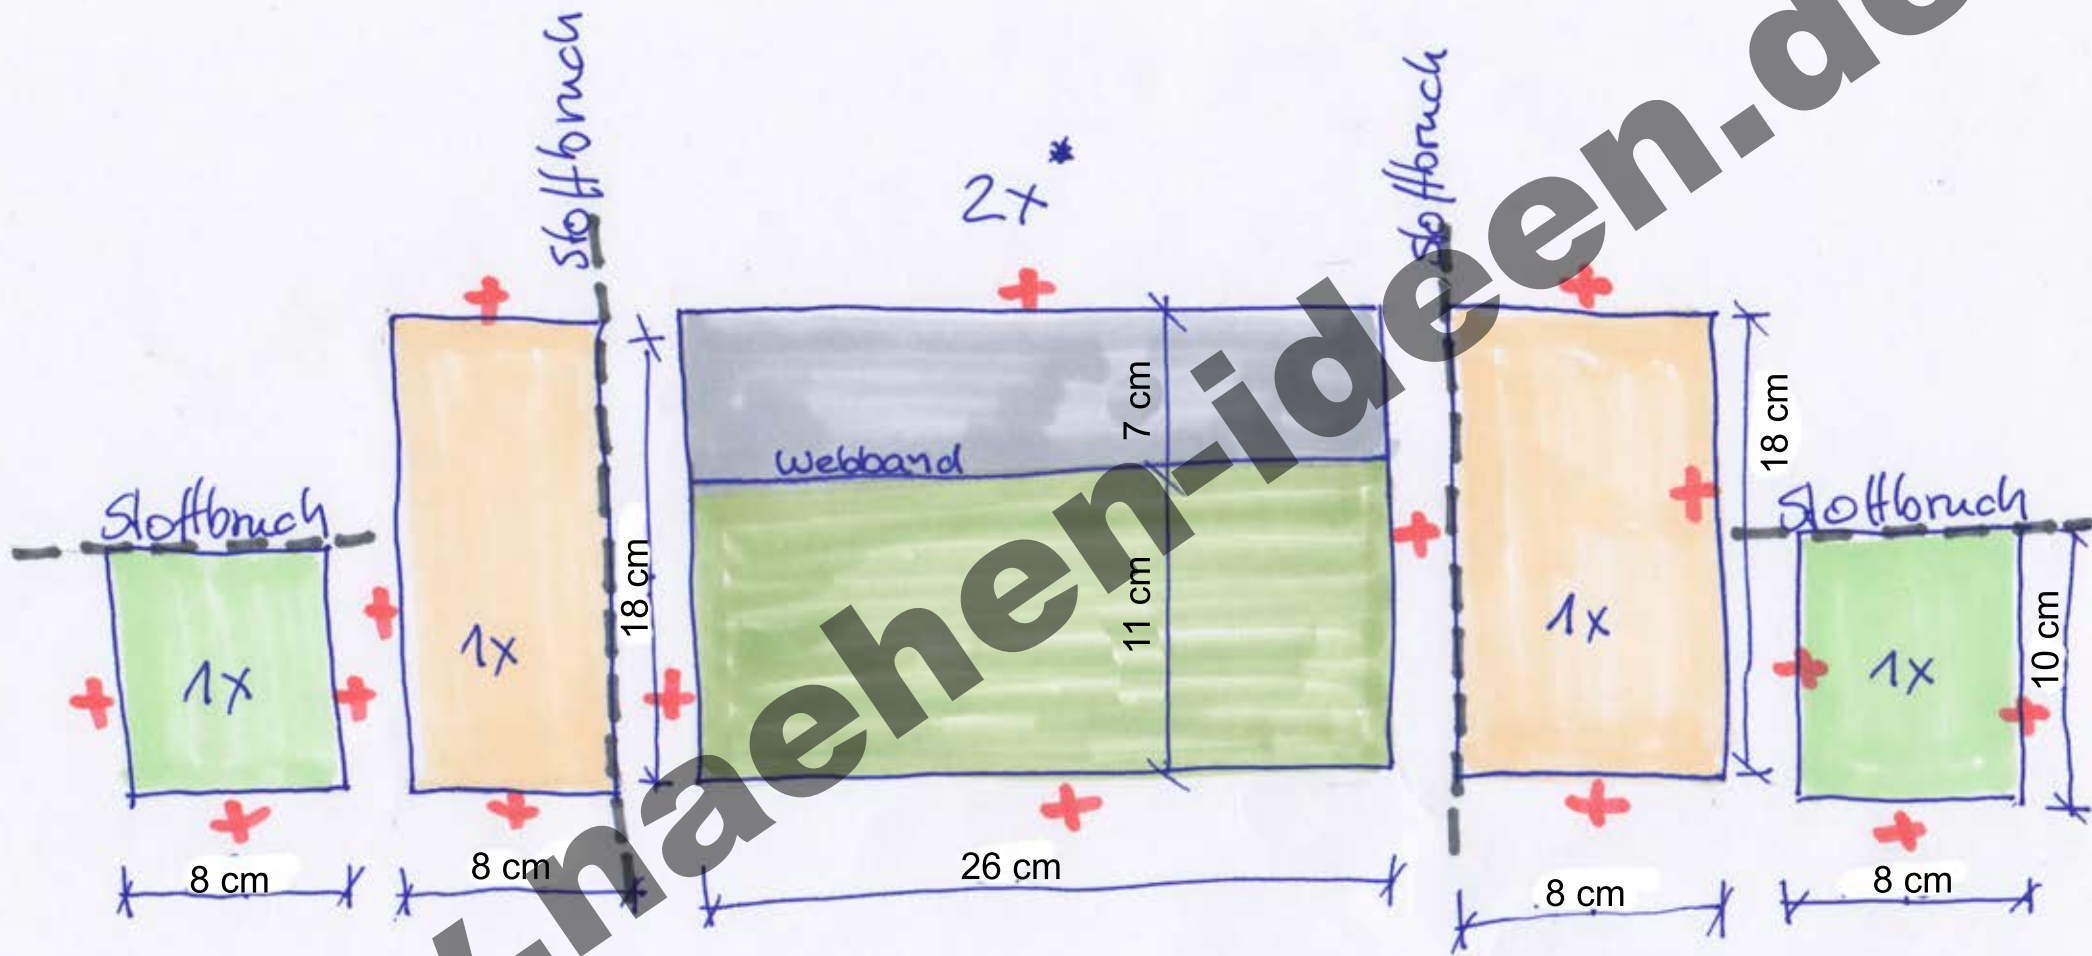 Stoffbruch
Stoffbruch
2x*
Webband
7 cm
11 cm
18 cm
18 cm
Stoffbruch
Stoffbruch
1x
1x
1x
1x
10 cm
8 cm
8 cm
26 cm
8 cm
8 cm
.naehen-ideen.de